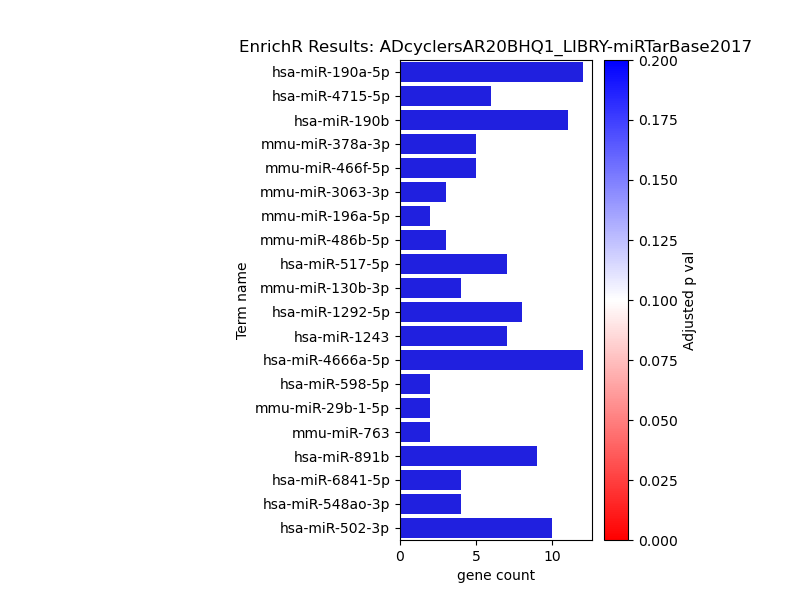 EnrichR Results: ADcyclersAR20BHQ1_LIBRY-miRTarBase2017
hsa-miR-190a-5p
hsa-miR-4715-5p
hsa-miR-190b
mmu-miR-378a-3p
mmu-miR-466f-5p
mmu-miR-3063-3p
mmu-miR-196a-5p
mmu-miR-486b-5p
hsa-miR-517-5p
mmu-miR-130b-3p
hsa-miR-1292-5p
hsa-miR-1243
hsa-miR-4666a-5p
hsa-miR-598-5p
mmu-miR-29b-1-5p
mmu-miR-763
hsa-miR-891b
hsa-miR-6841-5p
hsa-miR-548ao-3p
hsa-miR-502-3p
Term name
0 5 10
gene count
0.200
0.175
0.150
0.125
0.100
0.075
0.050
0.025
0.000
Adjusted p val